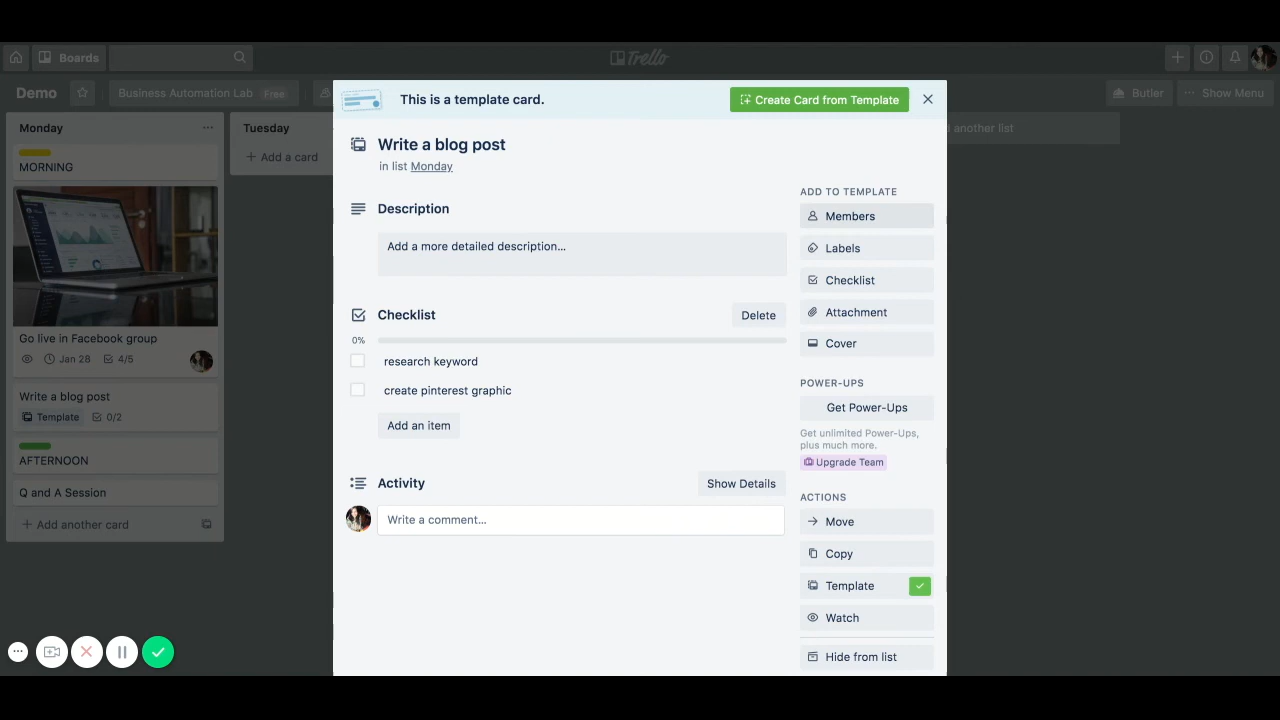 Boards
Trello
Demo
Business Automation Lab Free
Butler
Show Menu
Monday
MORNING
Go live in Facebook group
Jan 28
4/5
Write a blog post
Template
0/2
AFTERNOON
Q and A Session
Add another card
Tuesday
Add a card
another list
This is a template card.
Create Card from Template
Write a blog post
in list Monday
Description
Add a more detailed description...
Checklist
Delete
0%
research keyword
create pinterest graphic
Add an item
Activity
Show Details
Write a comment...
ADD TO TEMPLATE
Members
Labels
Checklist
Attachment
Cover
POWER-UPS
Get Power-Ups
Get unlimited Power-Ups,
plus much more.
Upgrade Team
ACTIONS
Move
Copy
Template
Watch
Hide from list